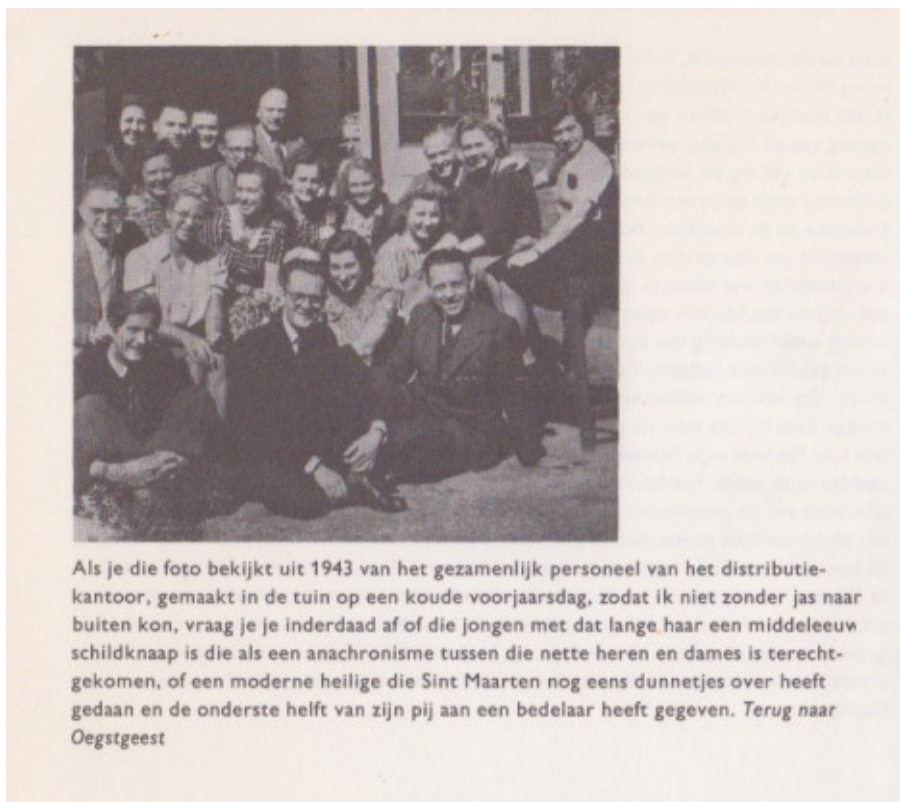 Als je die foto bekijkt uit 1943 van het gezamenlijk personeel van het distributie-
kantoor, gemaakt in de tuin op een koude voorjaarsdag, zodat ik niet zonder jas naar
buiten kon, vraag je je inderdaad af of die jongen met dat lange haar een middeleeuw
schildknaap is die als een anachronisme tussen die nette heren en dames is terecht-
gekomen, of een moderne heilige die Sint Maarten nog eens dunnetjes over heeft
gedaan en de onderste helft van zijn pij aan een bedelaar heeft gegeven. Terug naar
Oegstgeest